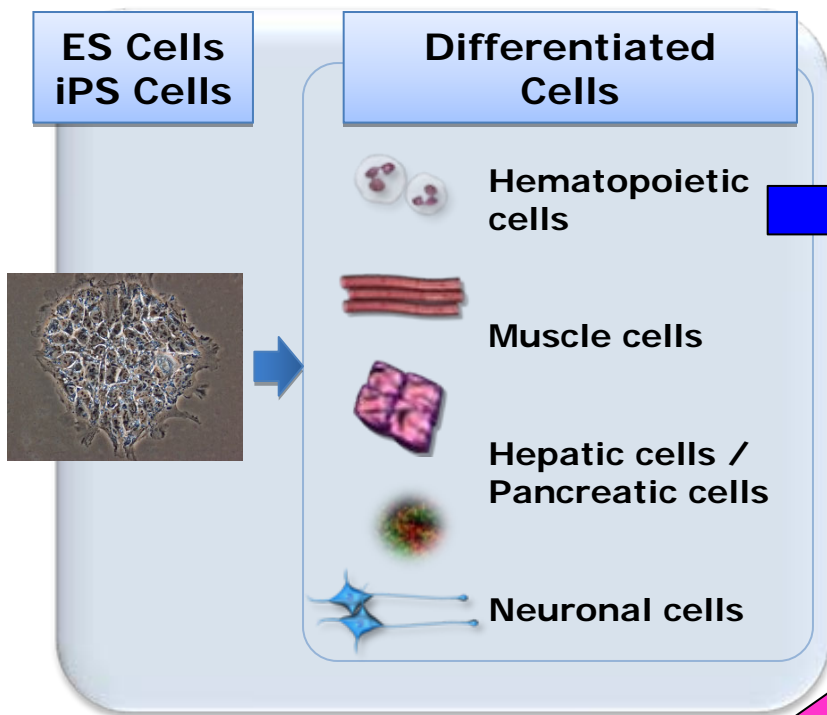 ES Cells
iPS Cells
Differentiated
Cells
Hematopoietic
cells
Muscle cells
Hepatic cells /
Pancreatic cells
Neuronal cells